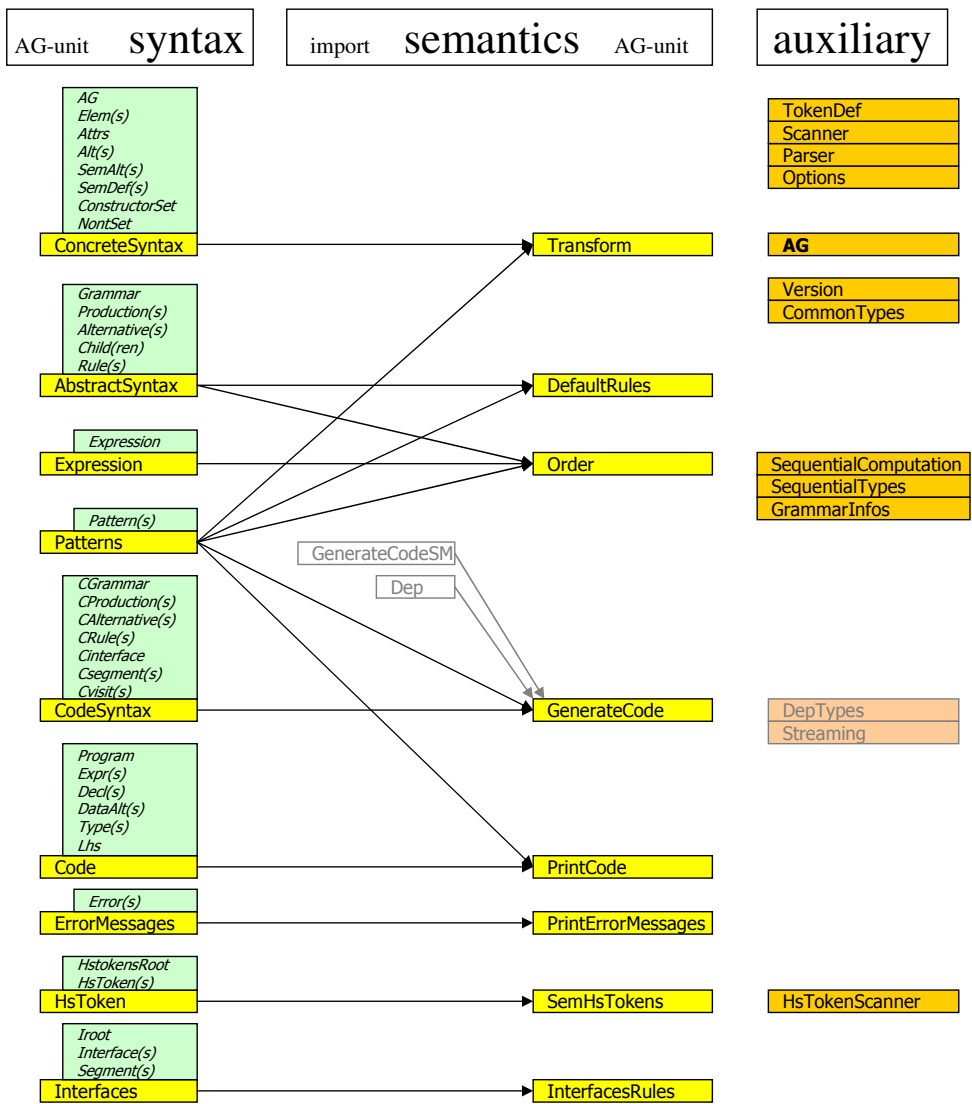 AG-unit syntax
import semantics AG-unit
auxiliary
AG
Elem(s)
Attrs
Alt(s)
SemAlt(s)
SemDef(s)
ConstructorSet
NontSet
ConcreteSyntax
Transform
TokenDef
Scanner
Parser
Options
AG
Version
CommonTypes
Grammar
Production(s)
Alternative(s)
Child(ren)
Rule(s)
AbstractSyntax
DefaultRules
Expression
Expression
Order
SequentialComputation
SequentialTypes
GrammarInfos
Pattern(s)
Patterns
GenerateCodeSM
Dep
CGrammar
CProduction(s)
CAlternative(s)
CRule(s)
Cinterface
Csegment(s)
Cvisit(s)
CodeSyntax
GenerateCode
DepTypes
Streaming
Program
Expr(s)
Decl(s)
DataAlt(s)
Type(s)
Lhs
Code
PrintCode
Error(s)
ErrorMessages
PrintErrorMessages
HstokensRoot
HsToken(s)
HsToken
SemHsTokens
HsTokenScanner
Iroot
Interface(s)
Segment(s)
Interfaces
InterfacesRules